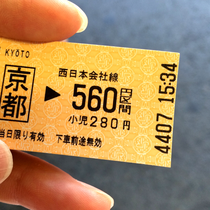 KYŌTO
京都 ▶ 西日本会社線
560円区間
小児280円
当日限り有効 下車前途無効
4407 15:34